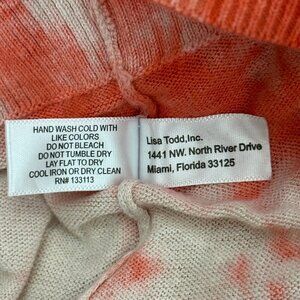 HAND WASH COLD WITH
LIKE COLORS
DO NOT BLEACH
DO NOT TUMBLE DRY
LAY FLAT TO DRY
COOL IRON OR DRY CLEAN
RN# 133113
Lisa Todd,Inc.
1441 NW. North River Drive
Miami, Florida 33125